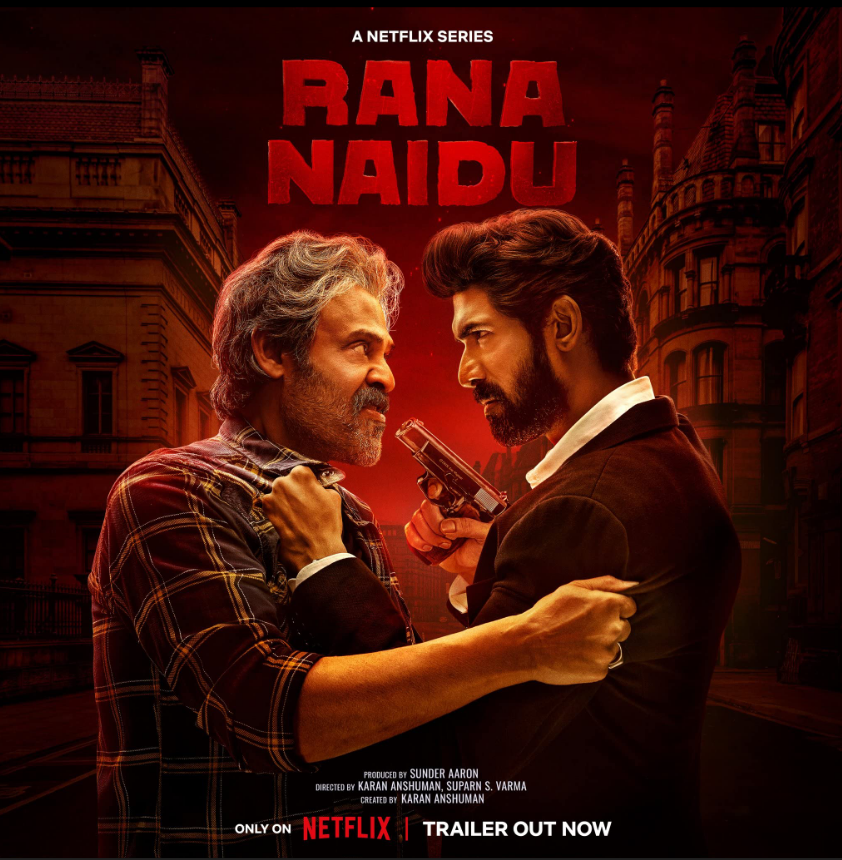 A NETFLIX SERIES
RANA
NAIDU
PRODUCED BY SUNDER AARON
DIRECTED BY KARAN ANSHUMAN, SUPARN S. VARMA
CREATED BY KARAN ANSHUMAN
ONLY ON NETFLIX | TRAILER OUT NOW